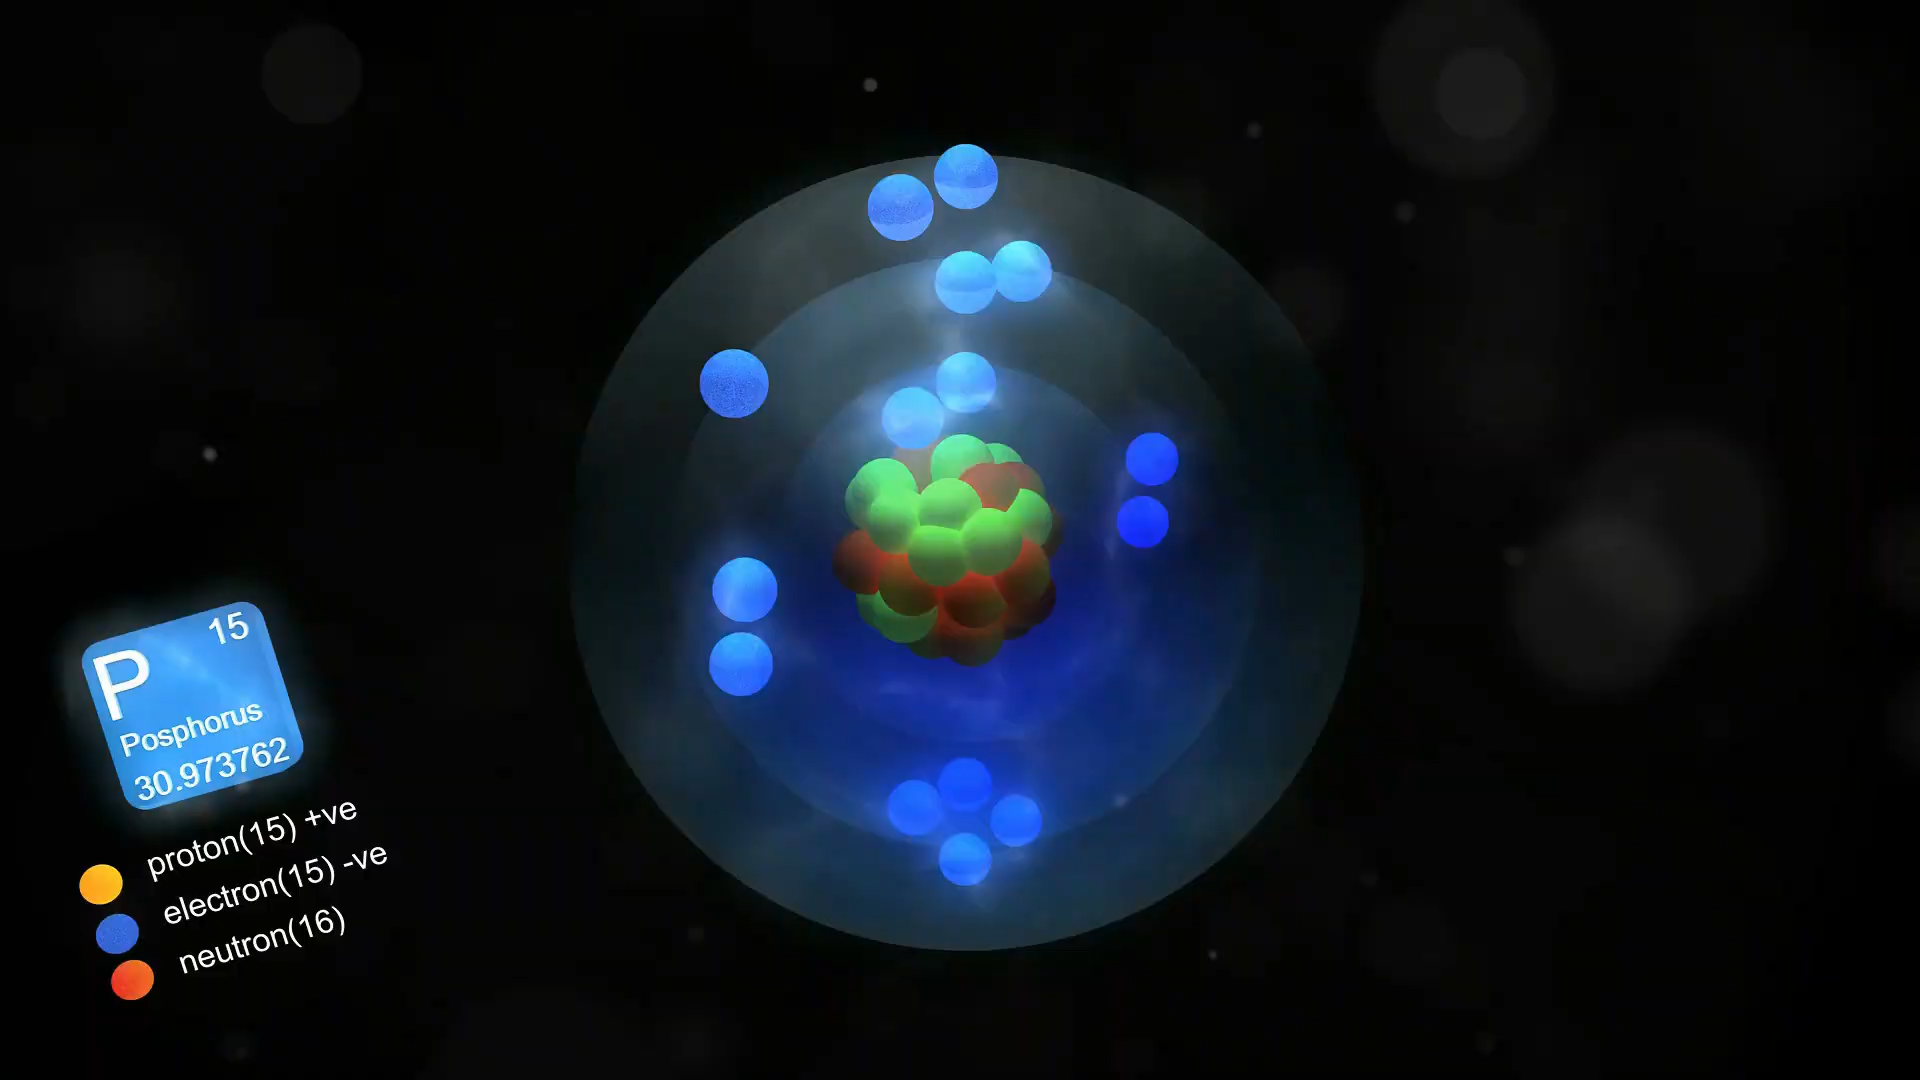 15
P
Posphorus
30.973762
proton(15) +ve
electron(15) -ve
neutron(16)